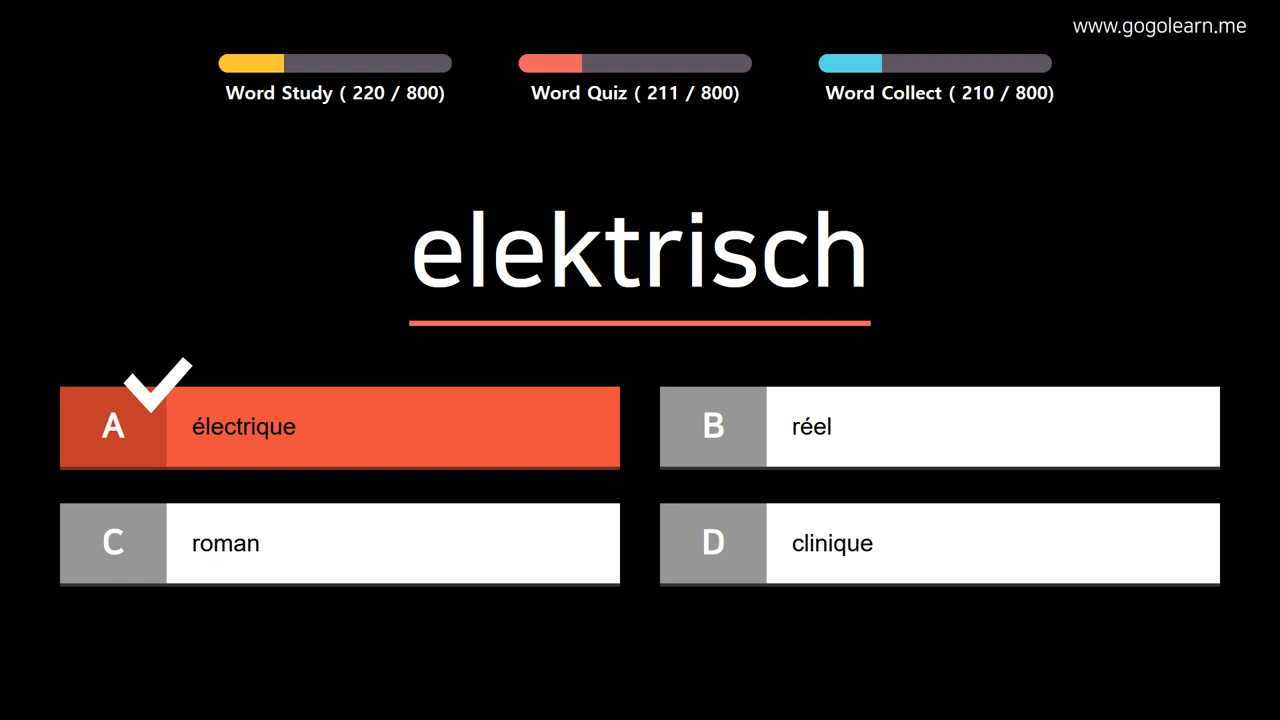 www.gogolearn.me
Word Study ( 220 / 800)
Word Quiz ( 211 / 800)
Word Collect ( 210 / 800)
elektrisch
A électrique
B réel
C roman
D clinique